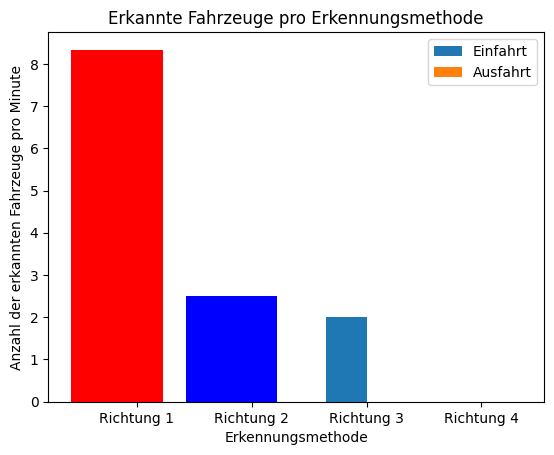 Erkannte Fahrzeuge pro Erkennungsmethode
Einfahrt
Ausfahrt
Anzahl der erkannten Fahrzeuge pro Minute
8
7
6
5
4
3
2
1
0
Richtung 1 Richtung 2 Richtung 3 Richtung 4
Erkennungsmethode